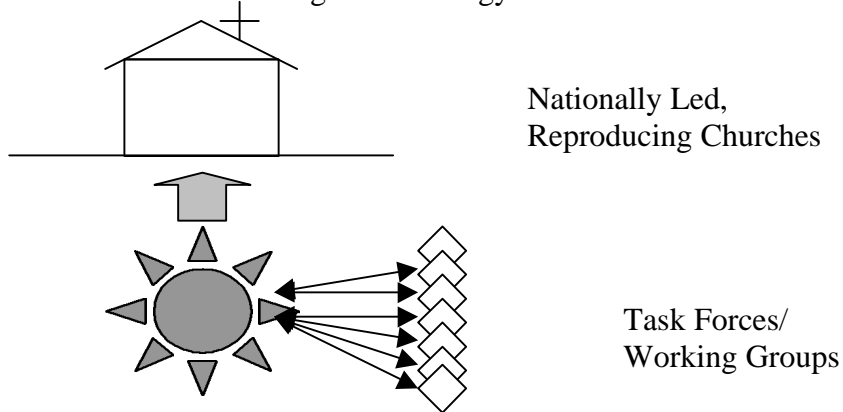 Nationally Led,
Reproducing Churches
Task Forces/
Working Groups